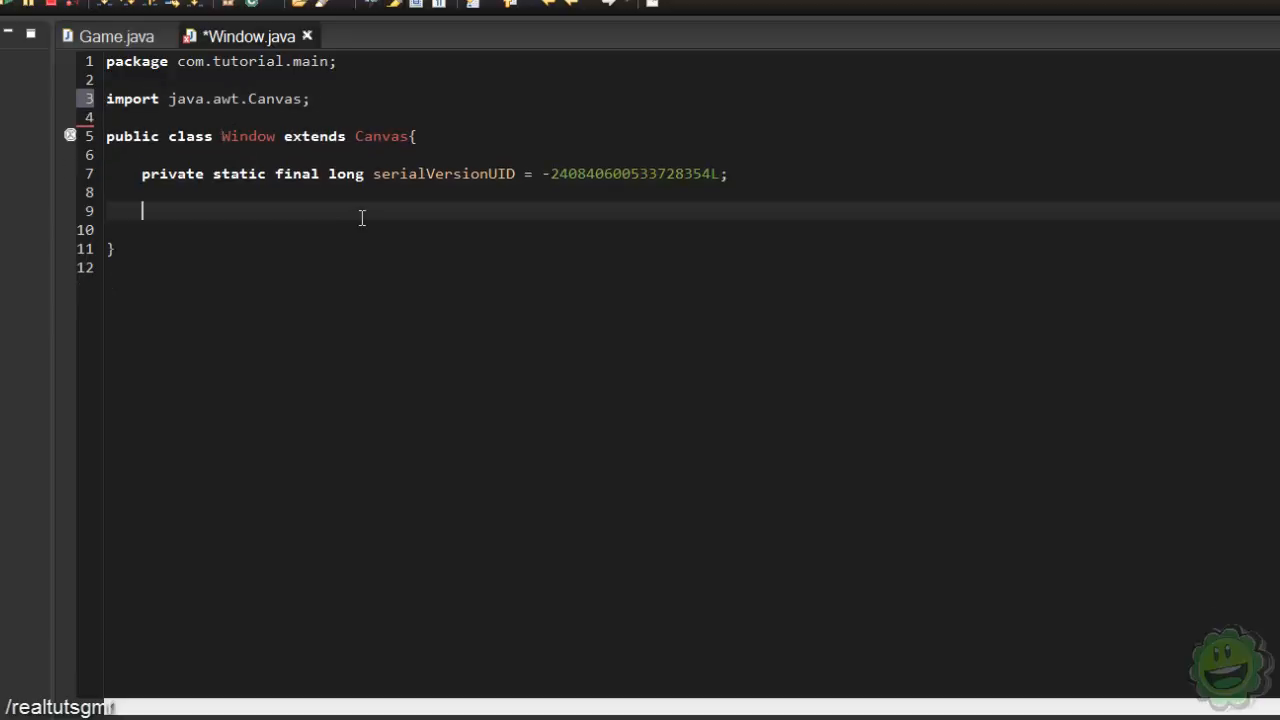 Game.java
*Window.java
1 package com.tutorial.main;
2
3 import java.awt.Canvas;
4
5 public class Window extends Canvas{
6
7 private static final long serialVersionUID = -240840600533728354L;
8
9
10
11 }
12
/realtutsgmr